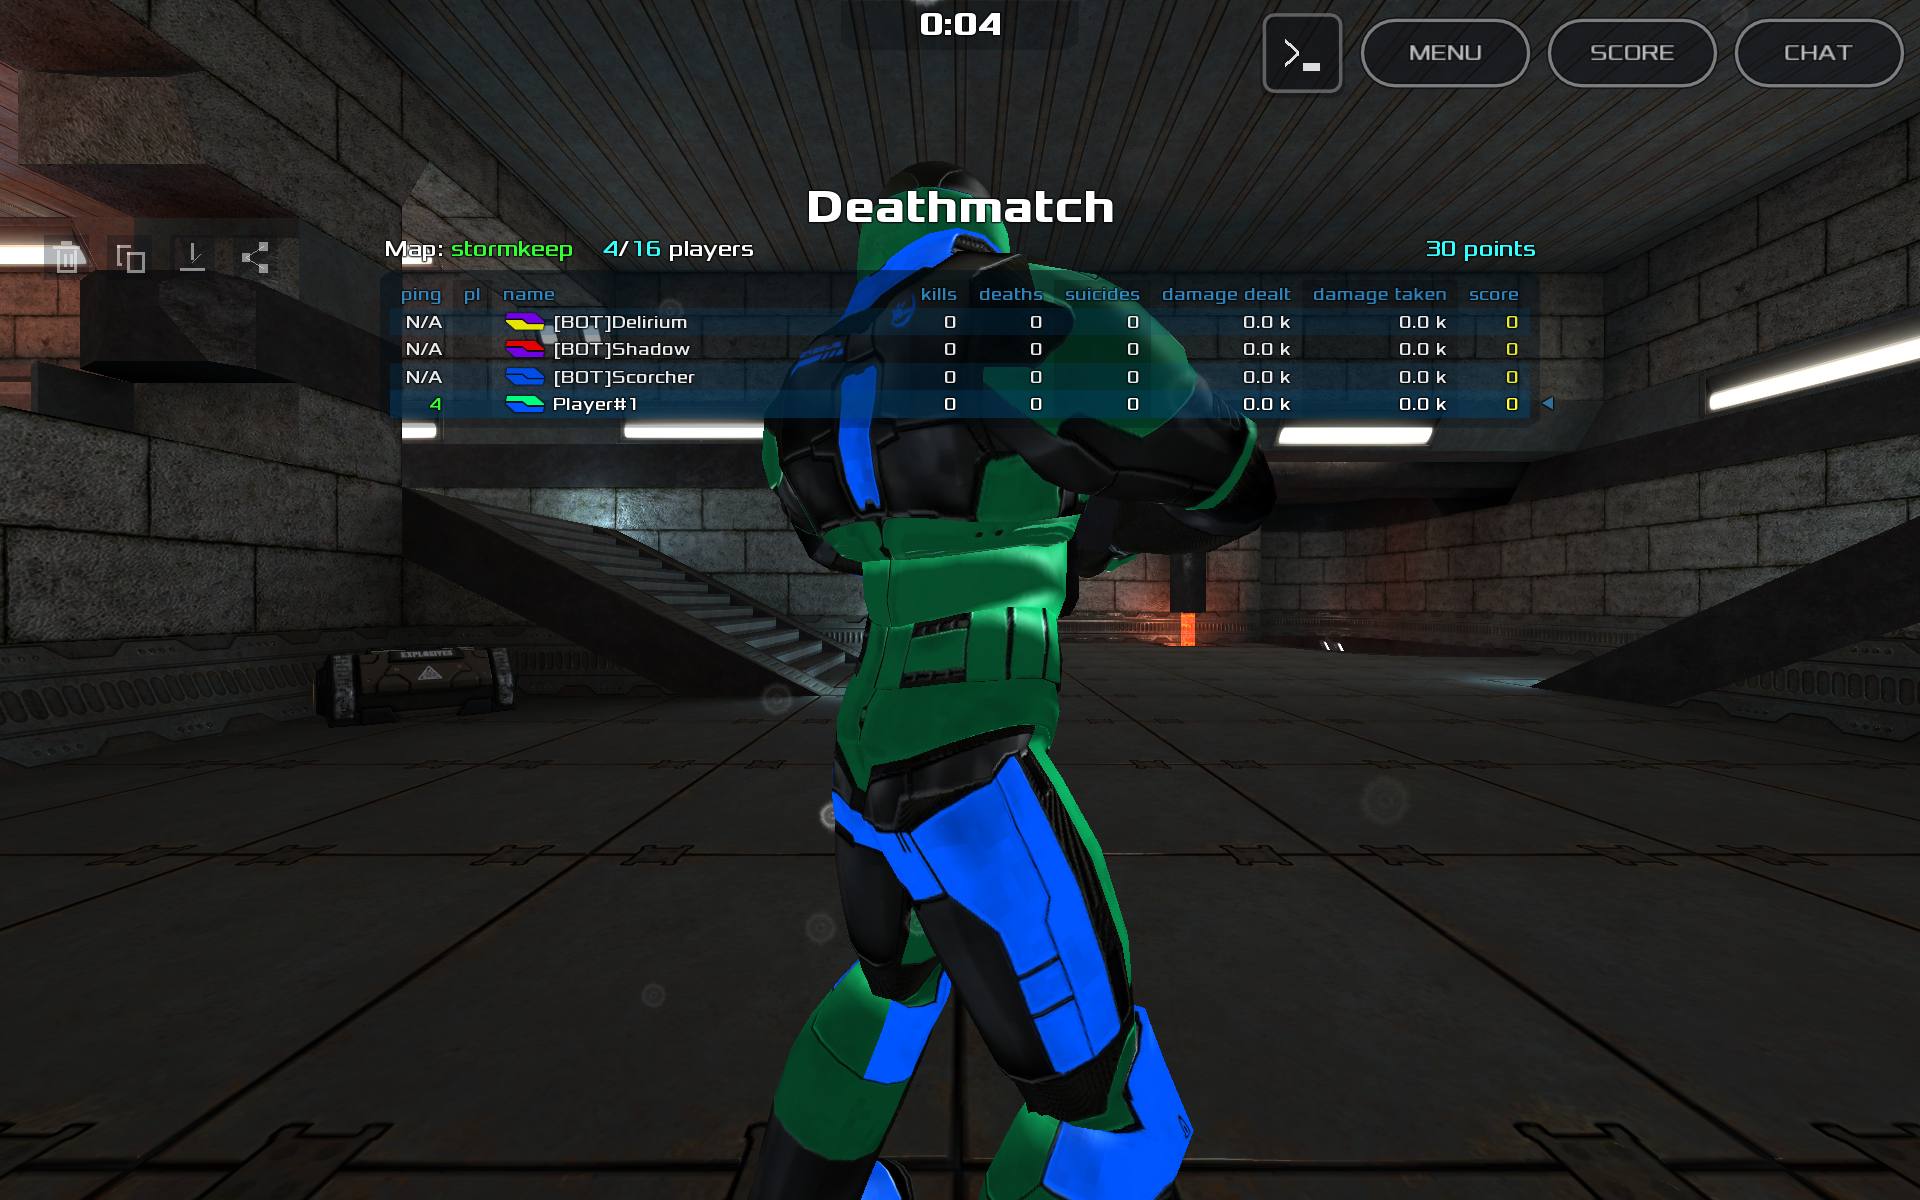 0:04
MENU
SCORE
CHAT
Deathmatch
Map: stormkeep 4/16 players 30 points
ping pl name kills deaths suicides damage dealt damage taken score
N/A [BOT]Delirium 0 0 0 0.0 k 0.0 k 0
N/A [BOT]Shadow 0 0 0 0.0 k 0.0 k 0
N/A [BOT]Scorcher 0 0 0 0.0 k 0.0 k 0
4 Player#1 0 0 0 0.0 k 0.0 k 0
EXPLOSIVES